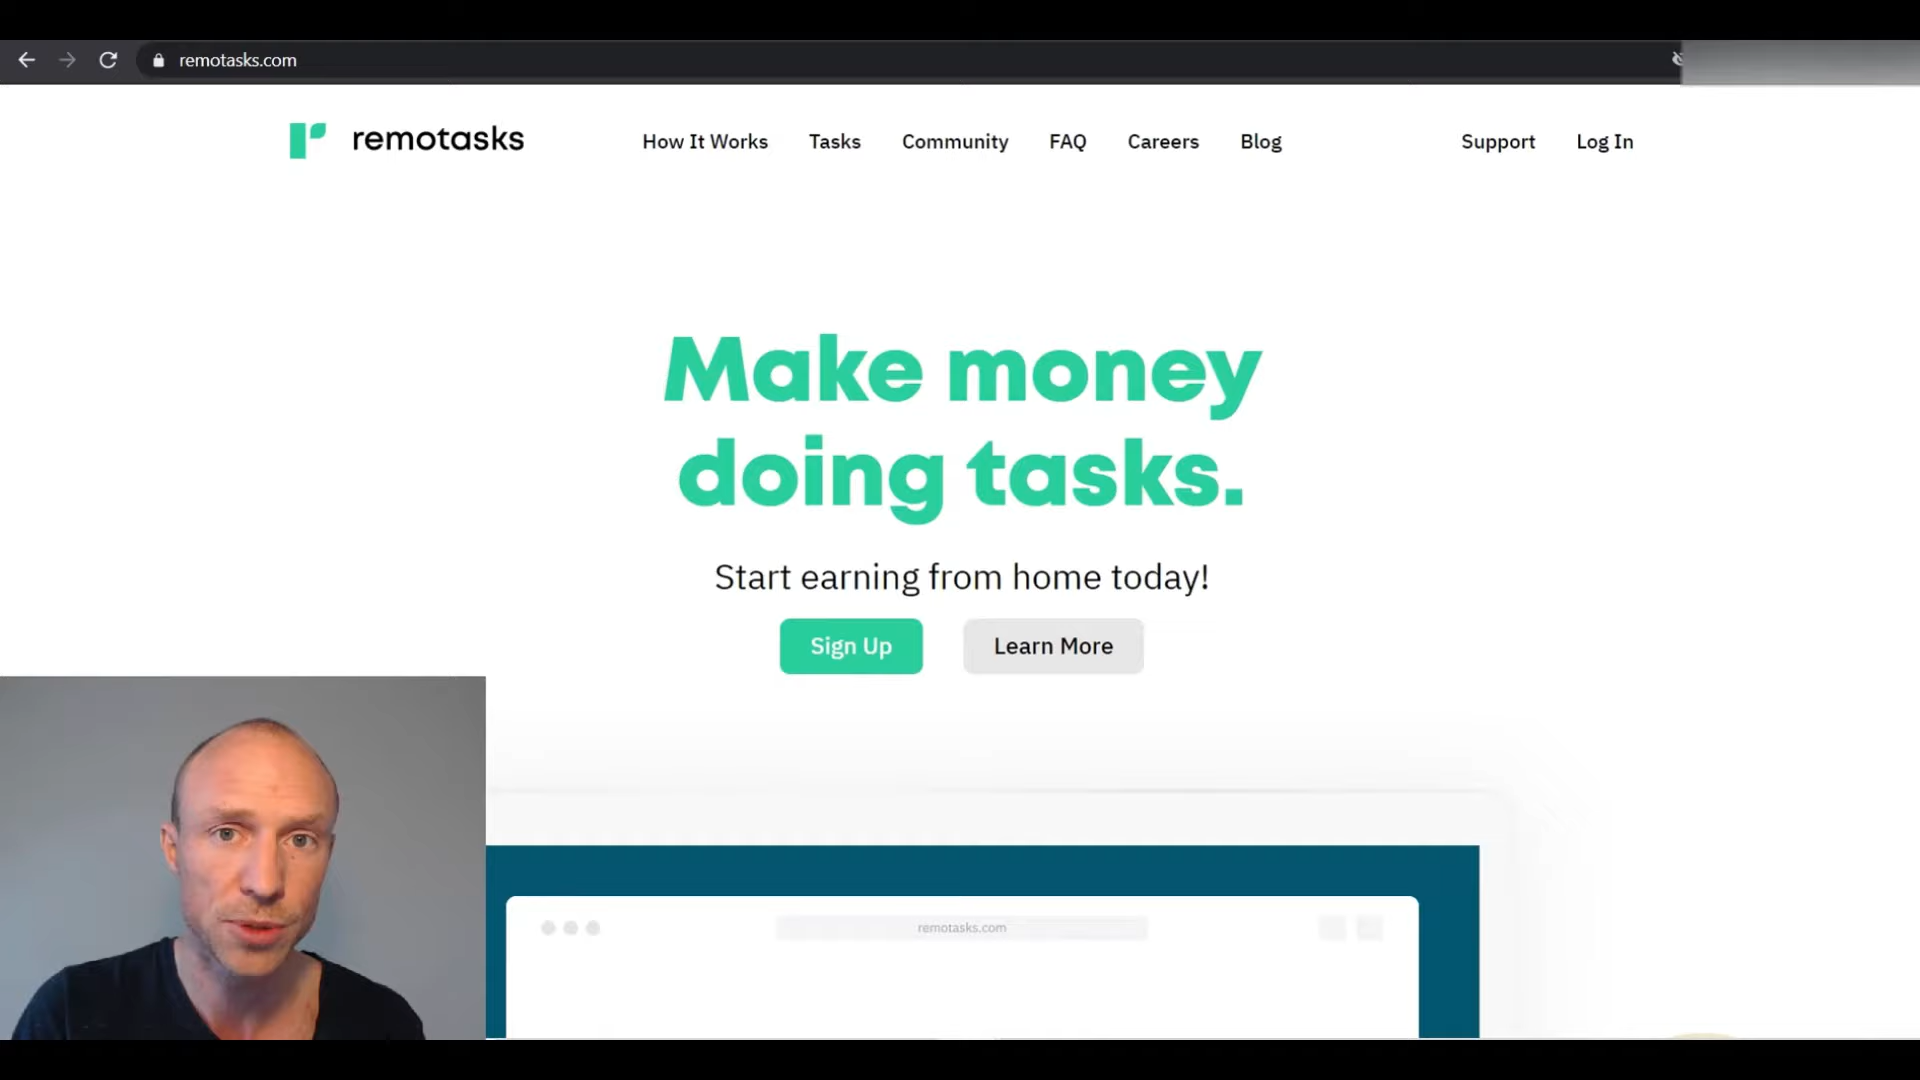 remotasks.com
remotasks How It Works Tasks Community FAQ Careers Blog Support Log In
Make money
doing tasks.
Start earning from home today!
Sign Up Learn More
remotasks.com